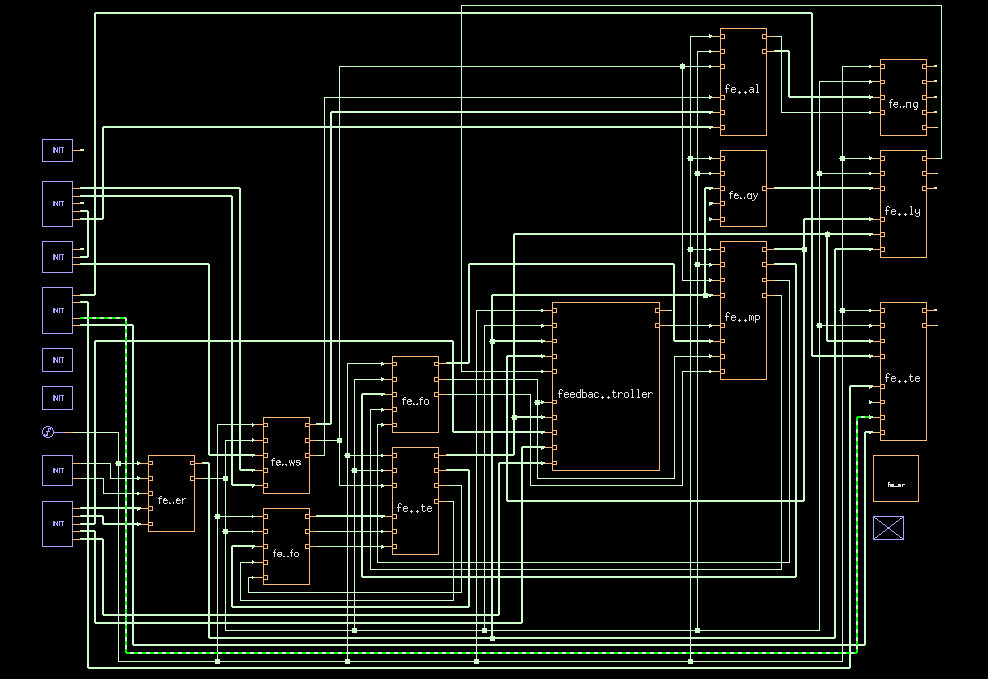 fe..al
fe..ng
INIT
INIT
fe..ay
fe..ly
INIT
INIT
fe..mp
INIT
fe..te
INIT
feedbac..troller
fe..fo
fe..ws
INIT
fe..er
fe..te
INIT
fe..fo